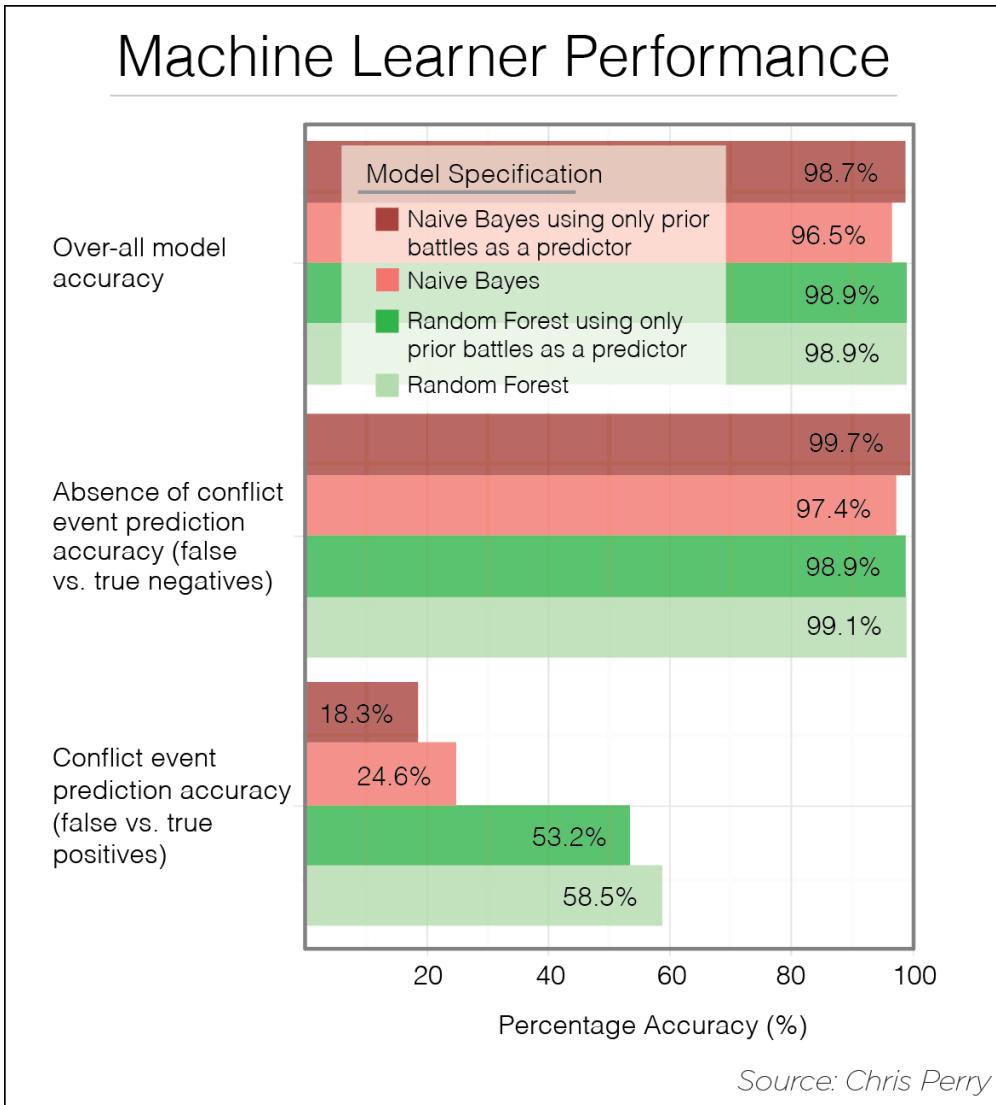 Machine Learner Performance
Model Specification
Naive Bayes using only prior
battles as a predictor
Naive Bayes
Random Forest using only
prior battles as a predictor
Random Forest
Over-all model
accuracy
98.7%
96.5%
98.9%
98.9%
Absence of conflict
event prediction
accuracy (false
vs. true negatives)
99.7%
97.4%
98.9%
99.1%
Conflict event
prediction accuracy
(false vs. true
positives)
18.3%
24.6%
53.2%
58.5%
20 40 60 80 100
Percentage Accuracy (%)
Source: Chris Perry